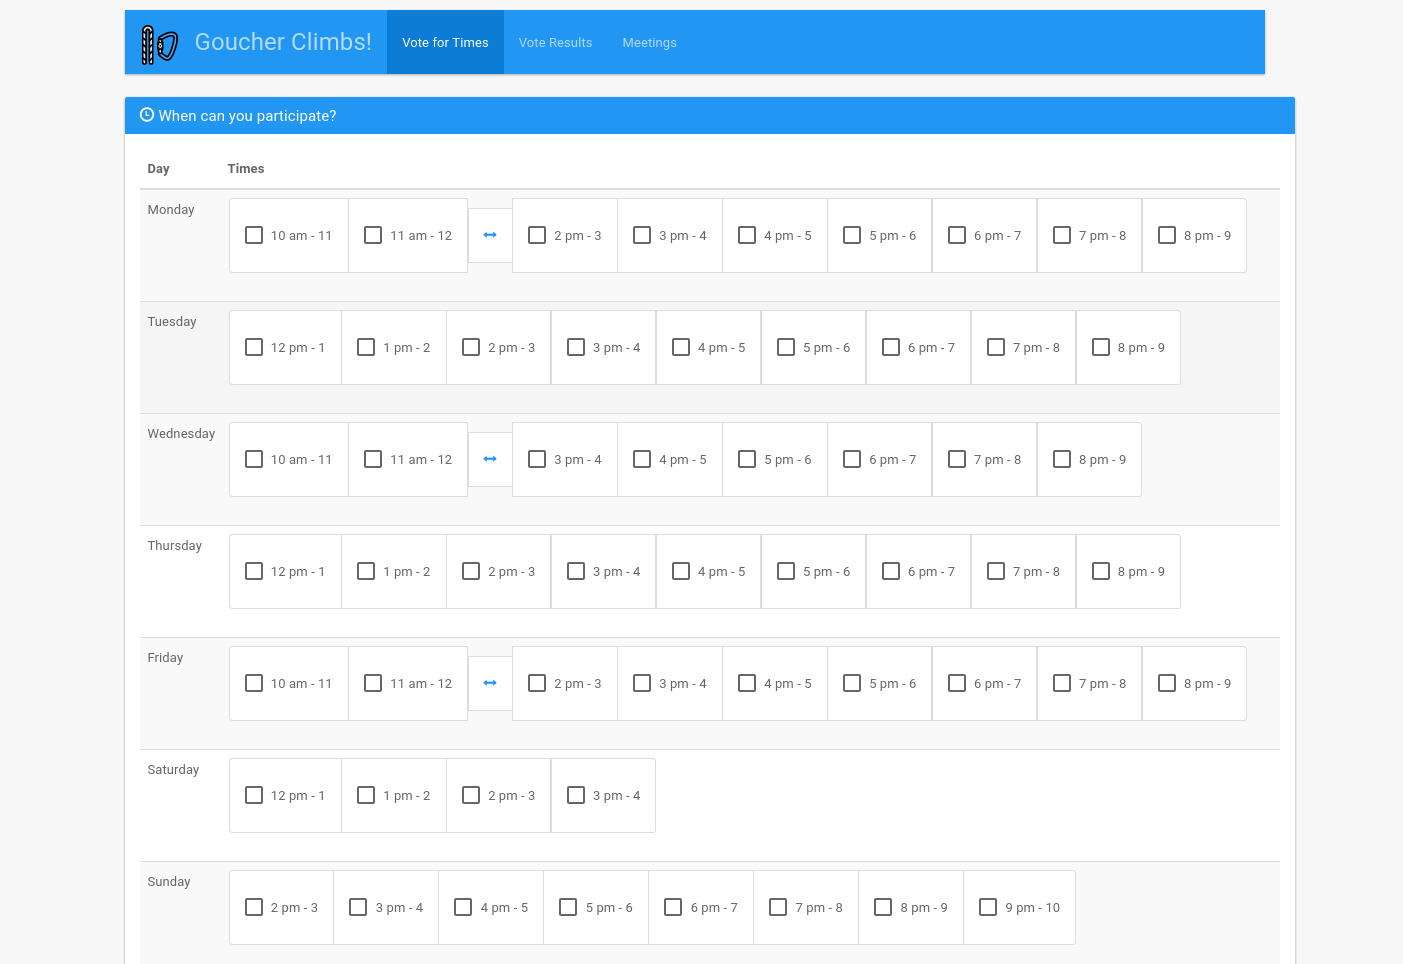 Goucher Climbs! Vote for Times Vote Results Meetings
When can you participate?
Day Times
Monday 10 am - 11 11 am - 12 2 pm - 3 3 pm - 4 4 pm - 5 5 pm - 6 6 pm - 7 7 pm - 8 8 pm - 9
Tuesday 12 pm - 1 1 pm - 2 2 pm - 3 3 pm - 4 4 pm - 5 5 pm - 6 6 pm - 7 7 pm - 8 8 pm - 9
Wednesday 10 am - 11 11 am - 12 3 pm - 4 4 pm - 5 5 pm - 6 6 pm - 7 7 pm - 8 8 pm - 9
Thursday 12 pm - 1 1 pm - 2 2 pm - 3 3 pm - 4 4 pm - 5 5 pm - 6 6 pm - 7 7 pm - 8 8 pm - 9
Friday 10 am - 11 11 am - 12 2 pm - 3 3 pm - 4 4 pm - 5 5 pm - 6 6 pm - 7 7 pm - 8 8 pm - 9
Saturday 12 pm - 1 1 pm - 2 2 pm - 3 3 pm - 4
Sunday 2 pm - 3 3 pm - 4 4 pm - 5 5 pm - 6 6 pm - 7 7 pm - 8 8 pm - 9 9 pm - 10